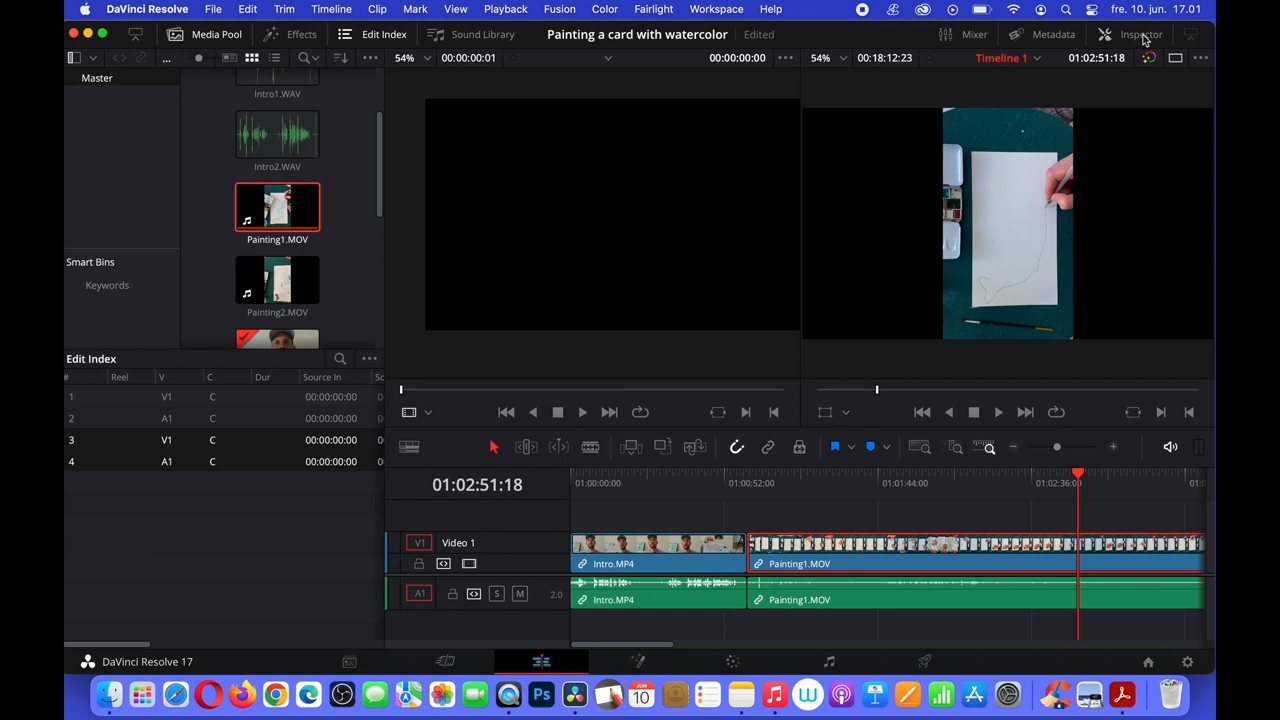 DaVinci Resolve File Edit Trim Timeline Clip Mark View Playback Fusion Color Fairlight Workspace Help fre. 10. jun. 17.01
Media Pool Effects Edit Index Sound Library Painting a card with watercolor Edited Mixer Metadata Inspector
... 54% 00:00:00:01 00:00:00:00 54% 00:18:12:23 Timeline 1 01:02:51:18
Master
Intro1.WAV
Intro2.WAV
Painting1.MOV
Smart Bins
Keywords
Painting2.MOV
Edit Index
# Reel V C Dur Source In
1 V1 C 00:00:00:00
2 A1 C 00:00:00:00
3 V1 C 00:00:00:00
4 A1 C 00:00:00:00
01:02:51:18
01:00:00:00 01:00:52:00 01:01:44:00 01:02:36:00
V1 Video 1
Intro.MP4 Painting1.MOV
A1 S M 2.0
Intro.MP4 Painting1.MOV
DaVinci Resolve 17
JUN
10
Ps
W